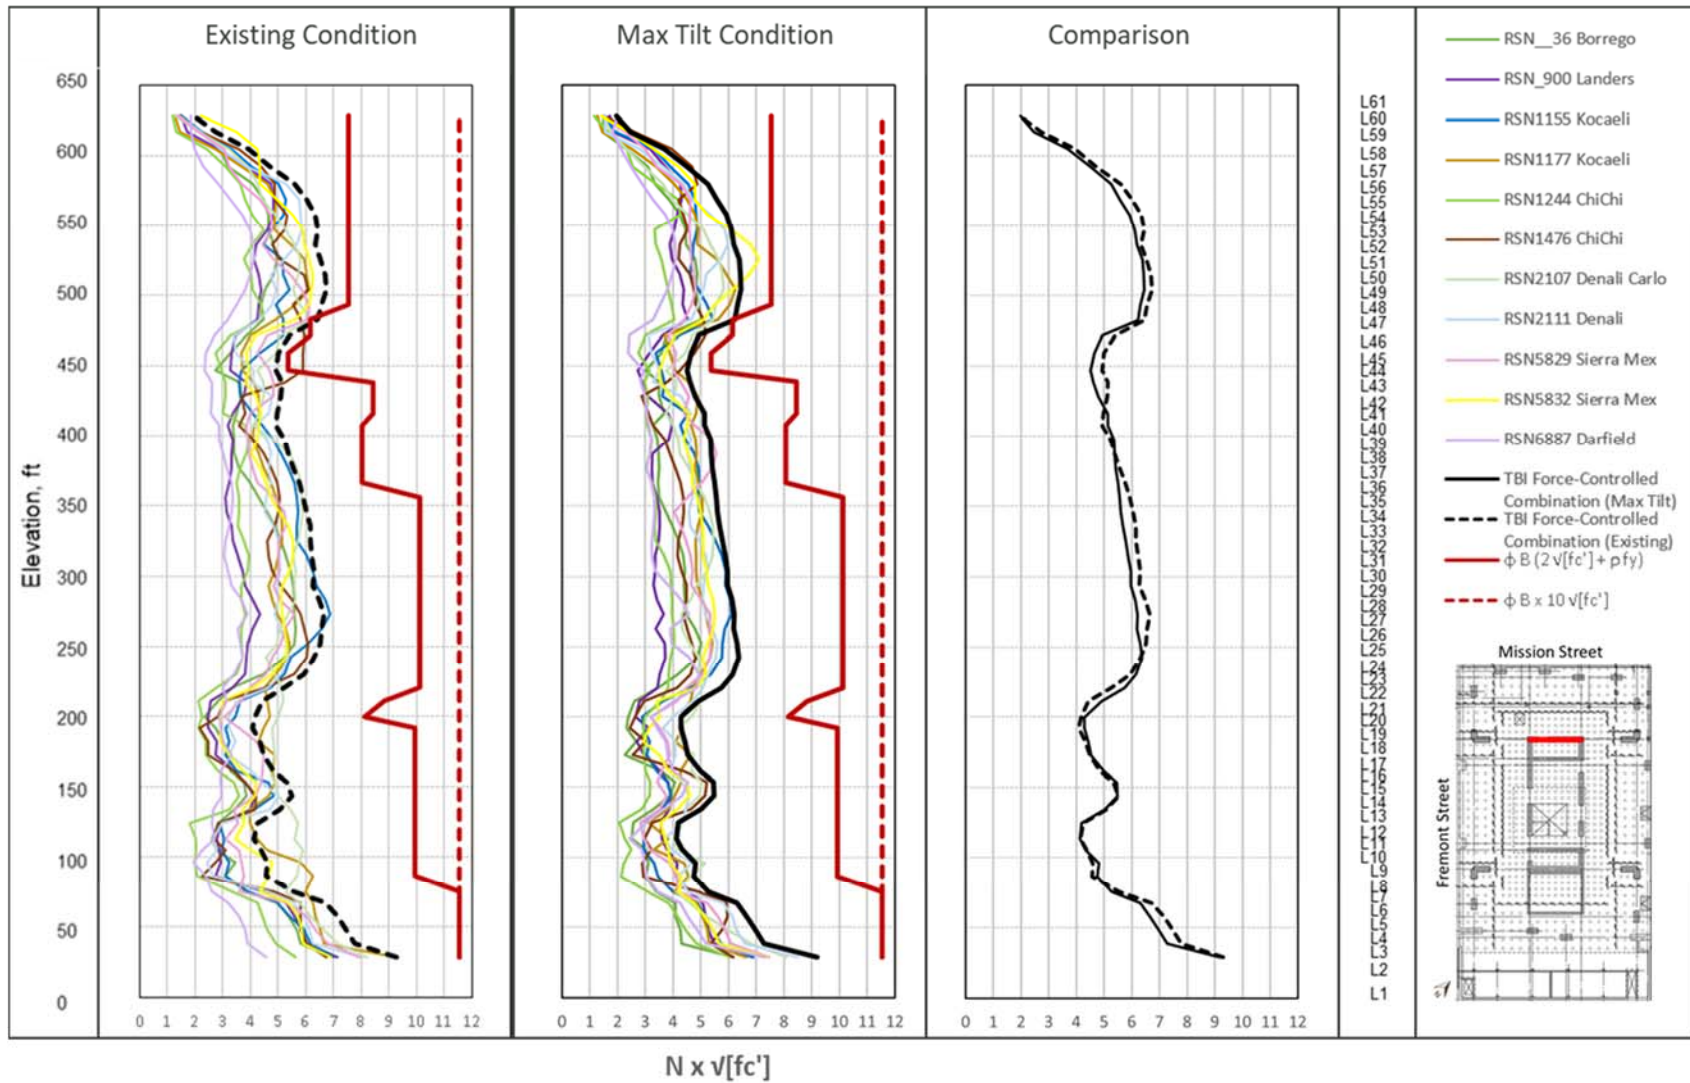 Existing Condition
Max Tilt Condition
Comparison
Elevation, ft
650
600
550
500
450
400
350
300
250
200
150
100
50
0
0 1 2 3 4 5 6 7 8 9 10 11 12
0 1 2 3 4 5 6 7 8 9 10 11 12
0 1 2 3 4 5 6 7 8 9 10 11 12
N x √[fc']
L61
L60
L59
L58
L57
L56
L55
L54
L53
L52
L51
L50
L49
L48
L47
L46
L45
L44
L43
L42
L41
L40
L39
L38
L37
L36
L35
L34
L33
L32
L31
L30
L29
L28
L27
L26
L25
L24
L23
L22
L21
L20
L19
L18
L17
L16
L15
L14
L13
L12
L11
L10
L9
L8
L7
L6
L5
L4
L3
L2
L1
RSN__36 Borrego
RSN_900 Landers
RSN1155 Kocaeli
RSN1177 Kocaeli
RSN1244 ChiChi
RSN1476 ChiChi
RSN2107 Denali Carlo
RSN2111 Denali
RSN5829 Sierra Mex
RSN5832 Sierra Mex
RSN6887 Darfield
TBI Force-Controlled
Combination (Max Tilt)
TBI Force-Controlled
Combination (Existing)
ϕ B (2 √[fc'] + ρ fy)
ϕ B x 10 √[fc']
Mission Street
Fremont Street